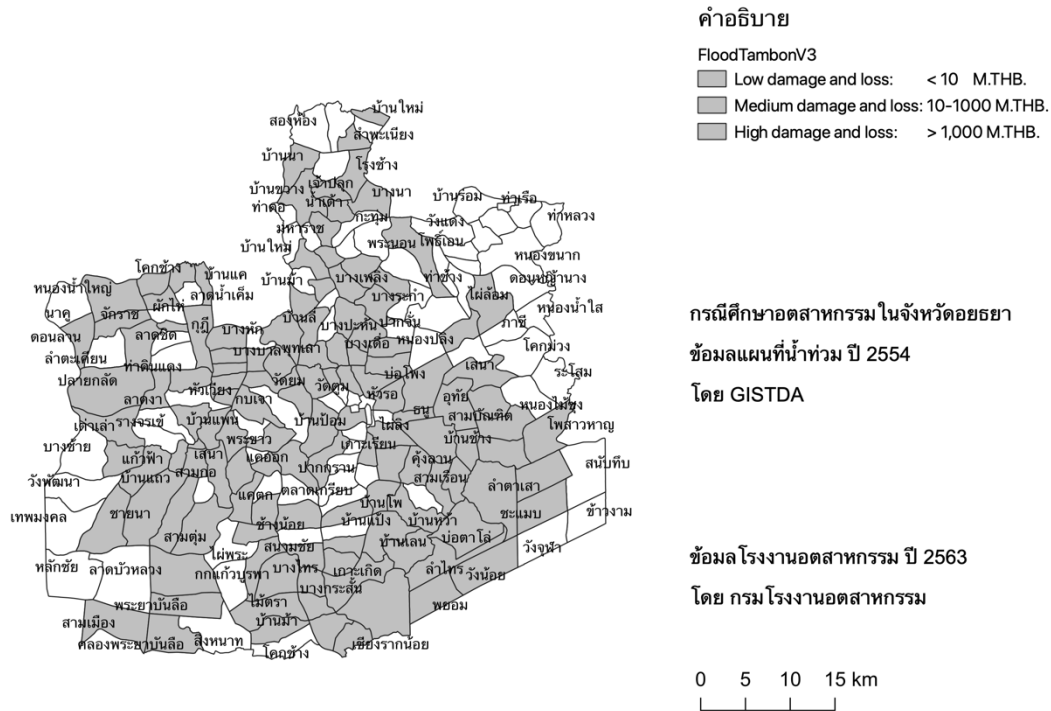 คำอธิบาย
FloodTambonV3
Low damage and loss: < 10 M.THB.
Medium damage and loss: 10-1000 M.THB.
High damage and loss: > 1,000 M.THB.
บ้านใหม่
สองห้อง
ลำพะเนียง
บ้านนา
โรงช้าง
เจ้าปลุก
บ้านขวาง
บางนา
น้ำเต้า
ท่าตอ
บ้านร่อม
ท่าเรือ
กะทุ่ม
วังแดง
ท่าหลวง
มหาราช
พระนอน
โพธิ์เอน
บ้านใหม่
หนองขนาก
โคกช้าง
บ้านแค
บ้านม้า
บางเพลิง
ท่าช้าง
ดอนหญ้านาง
หนองน้ำใหญ่
ลาดน้ำเค็ม
บางระกำ
ไผ่ล้อม
หนองน้ำใส
นาคู
จักราช
ผักไห่
กุฎี
บางหัก
บ้านลี่
บางปะหัน
ปากจั่น
ภาชี
ดอนลาน
ลาดชิด
บางเดื่อ
หนองปลิง
บางบาล
พุทเลา
โคกม่วง
ลำตะเคียน
ท่าดินแดง
เสนา
ระโสม
ปลายกลัด
หัวเวียง
วัดยม
วัดตูม
บ่อโพง
หัวรอ
อุทัย
ลาดงา
กบเจา
หนองไม้ซุง
ธนู
สามบัณฑิต
เต่าเล่า
รางจรเข้
บ้านแพน
บ้านป้อม
ไผ่ลิง
โพสาวหาญ
บางซ้าย
พระขาว
เกาะเรียน
บ้านช้าง
แก้วฟ้า
เสนา
แคออก
คุ้งลาน
สนับทึบ
วังพัฒนา
บ้านแถว
สามกอ
ปากกราน
สามเรือน
ลำตาเสา
แคตก
ตลาดเกรียบ
เทพมงคล
ชายนา
บ้านโพ
ชะแมบ
ข้าวงาม
ช้างน้อย
บ้านแป้ง
บ้านหว้า
สามตุ่ม
สนามชัย
บ้านเลน
บ่อตาโล่
วังจุฬา
หลักชัย
ลาดบัวหลวง
ไผ่พระ
กกแก้วบูรพา
บางไทร
เกาะเกิด
ลำไทร
วังน้อย
บางกระสั้น
พระยาบันลือ
ไม้ตรา
พยอม
สามเมือง
บ้านม้า
คลองพระยาบันลือ
สิงหนาท
โคกช้าง
เชียงรากน้อย
กรณีศึกษาอตสาหกรรมในจังหวัดอยธยา
ข้อมลแผนที่น้ำท่วม ปี 2554
โดย GISTDA
ข้อมลโรงงานอตสาหกรรม ปี 2563
โดย กรมโรงงานอตสาหกรรม
0 5 10 15 km